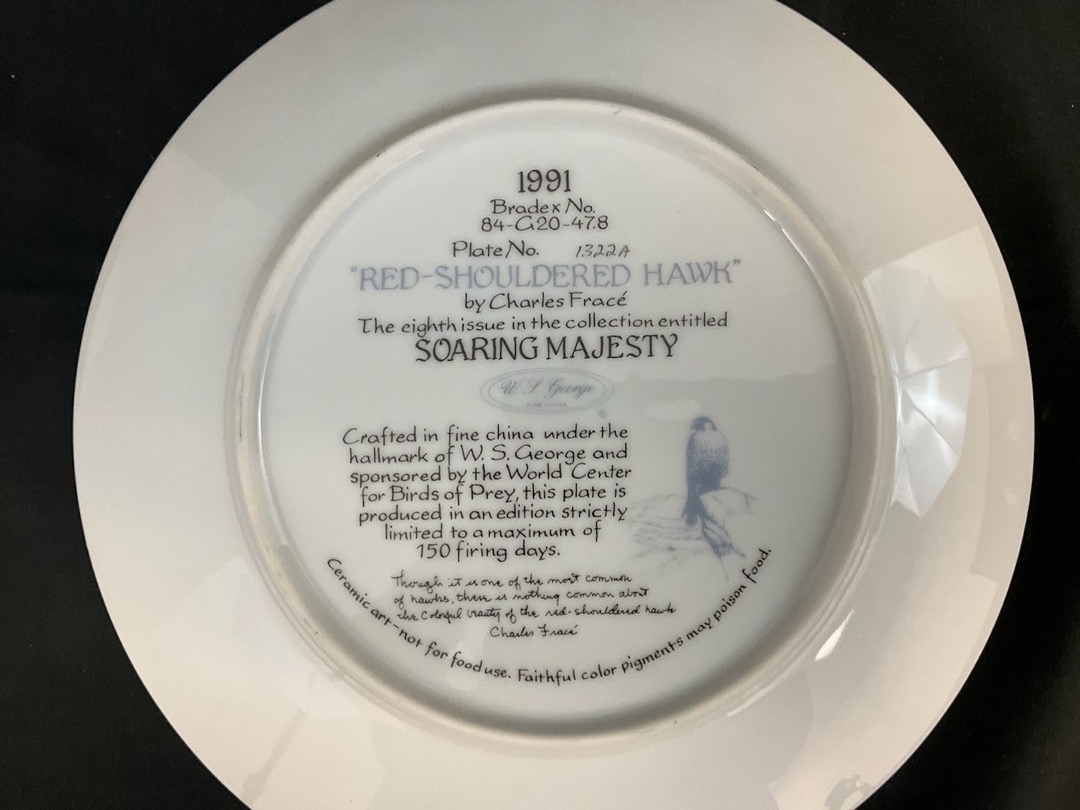 1991
Bradex No.
84-G20-47.8
Plate No. 1322A
"RED-SHOULDERED HAWK"
by Charles Fracé
The eighth issue in the collection entitled
SOARING MAJESTY
W. S. George
FINE CHINA
Crafted in fine china under the
hallmark of W. S. George and
sponsored by the World Center
for Birds of Prey, this plate is
produced in an edition strictly
limited to a maximum of
150 firing days.
Though it is one of the most common
of hawks, there is nothing common about
the colorful beauty of the red-shouldered hawk
Charles Fracé
Ceramic art-not for food use. Faithful color pigments may poison food.